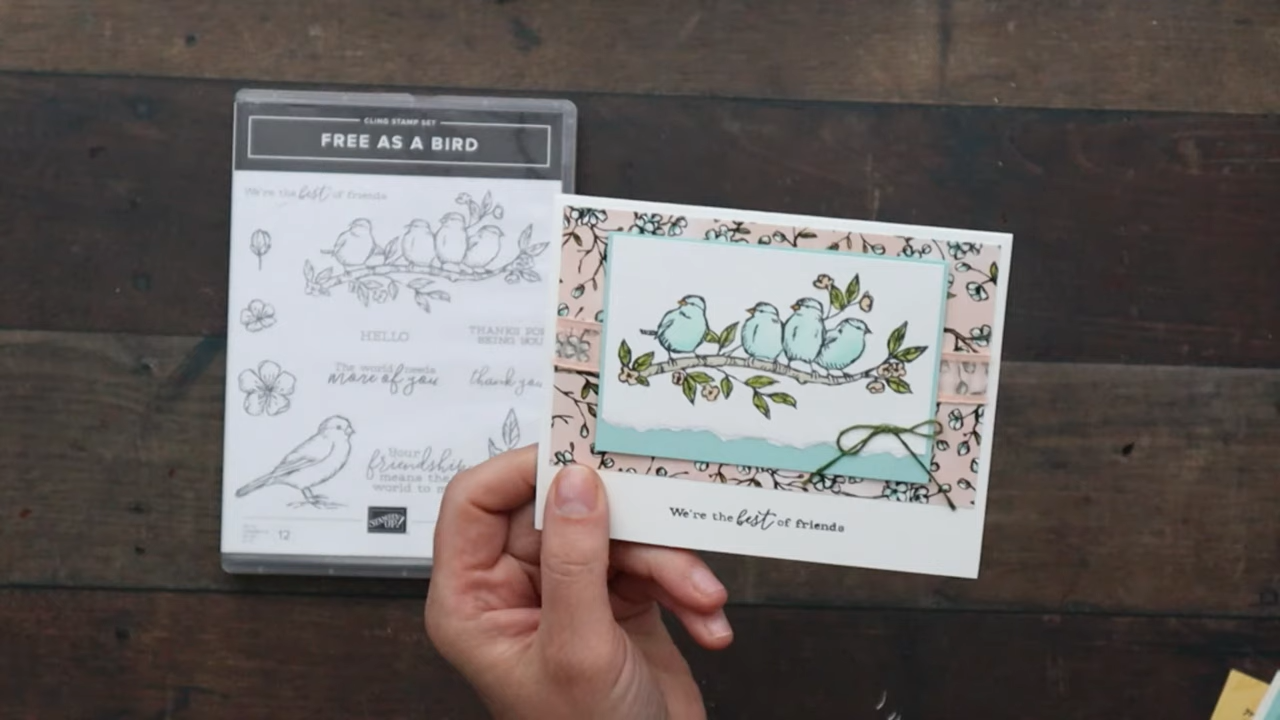 CLING STAMP SET
FREE AS A BIRD
We're the best of friends
HELLO
THANKS FOR
BEING YOU
The world needs
more of you
thank you
Your
friendship
means the
world to m
STAMPIN' UP!
12
We're the best of friends